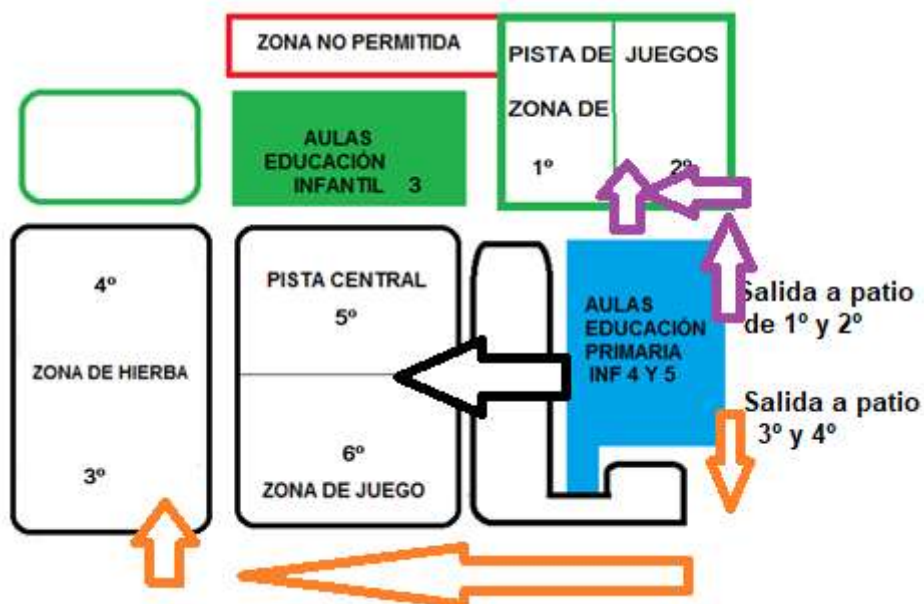 ZONA NO PERMITIDA
PISTA DE JUEGOS
ZONA DE
1º 2º
AULAS
EDUCACIÓN
INFANTIL 3
4º
ZONA DE HIERBA
3º
PISTA CENTRAL
5º
6º
ZONA DE JUEGO
AULAS
EDUCACIÓN
PRIMARIA
INF 4 Y 5
Salida a patio
de 1º y 2º
Salida a patio
3º y 4º